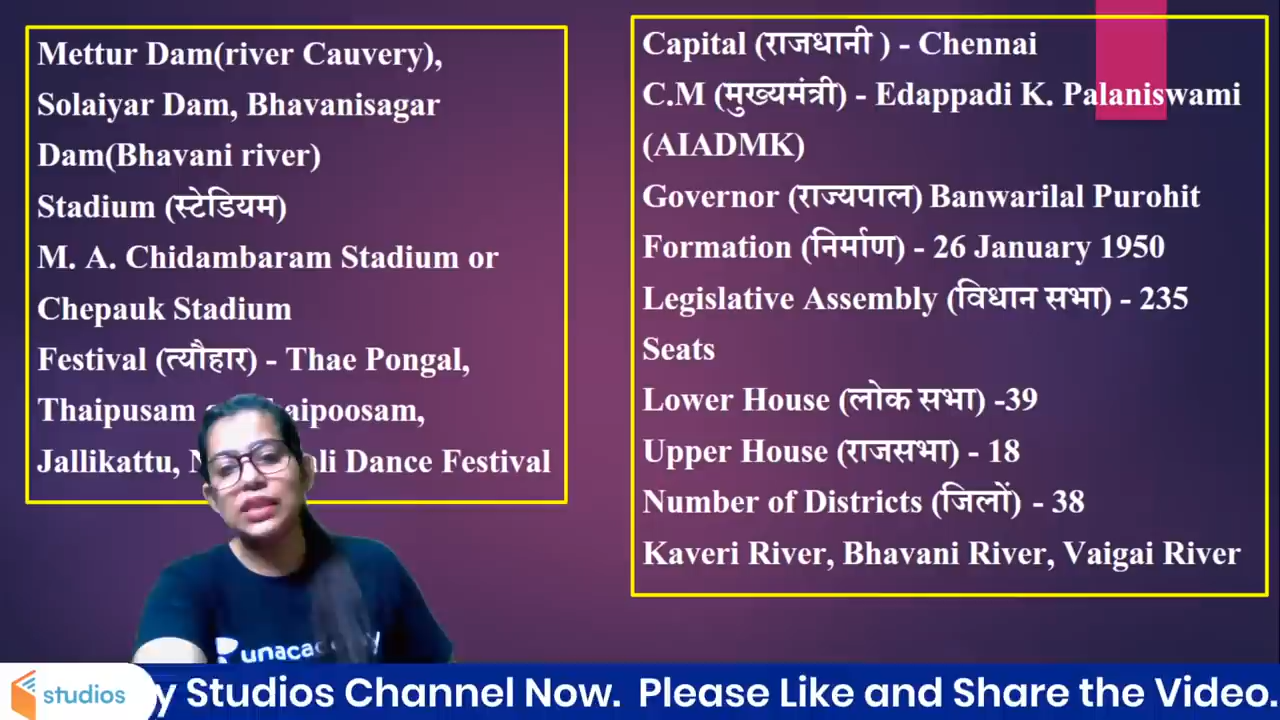 Mettur Dam(river Cauvery),
Solaiyar Dam, Bhavanisagar
Dam(Bhavani river)
Stadium (स्टेडियम)
M. A. Chidambaram Stadium or
Chepauk Stadium
Festival (त्यौहार) - Thae Pongal,
Thaipusam
Jallikattu, Dance Festival
Capital (राजधानी ) - Chennai
C.M (मुख्यमंत्री) - Edappadi K. Palaniswami
(AIADMK)
Governor (राज्यपाल) Banwarilal Purohit
Formation (निर्माण) - 26 January 1950
Legislative Assembly (विधान सभा) - 235
Seats
Lower House (लोक सभा) -39
Upper House (राजसभा) - 18
Number of Districts (जिलों) - 38
Kaveri River, Bhavani River, Vaigai River
studios
y Studios Channel Now. Please Like and Share the Video.